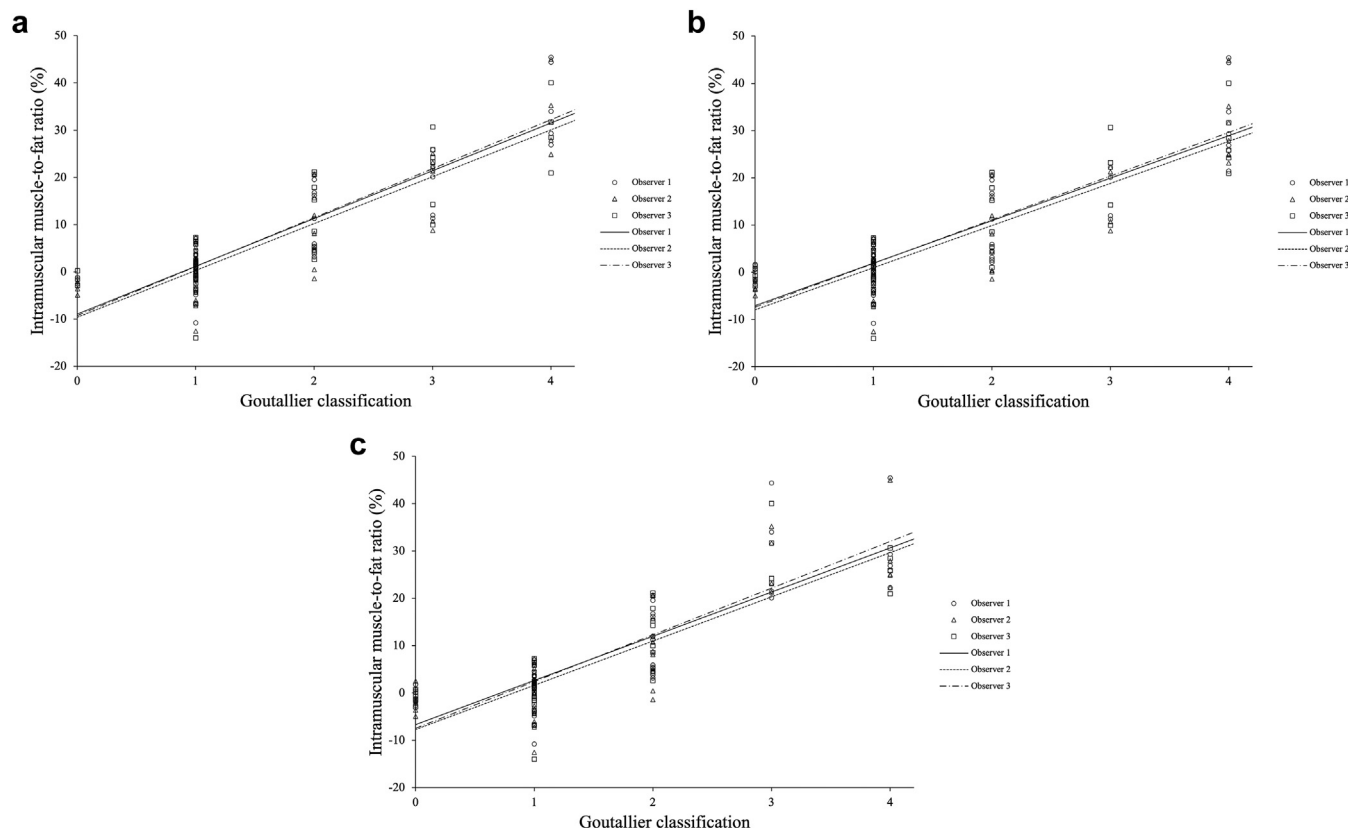 a
Intramuscular muscle-to-fat ratio (%)
50
40
30
20
10
0
-10
-20
0 1 2 3 4
Goutallier classification
Observer 1
Observer 2
Observer 3
Observer 1
Observer 2
Observer 3
b
Intramuscular muscle-to-fat ratio (%)
50
40
30
20
10
0
-10
-20
0 1 2 3 4
Goutallier classification
Observer 1
Observer 2
Observer 3
Observer 1
Observer 2
Observer 3
c
Intramuscular muscle-to-fat ratio (%)
50
40
30
20
10
0
-10
-20
0 1 2 3 4
Goutallier classification
Observer 1
Observer 2
Observer 3
Observer 1
Observer 2
Observer 3